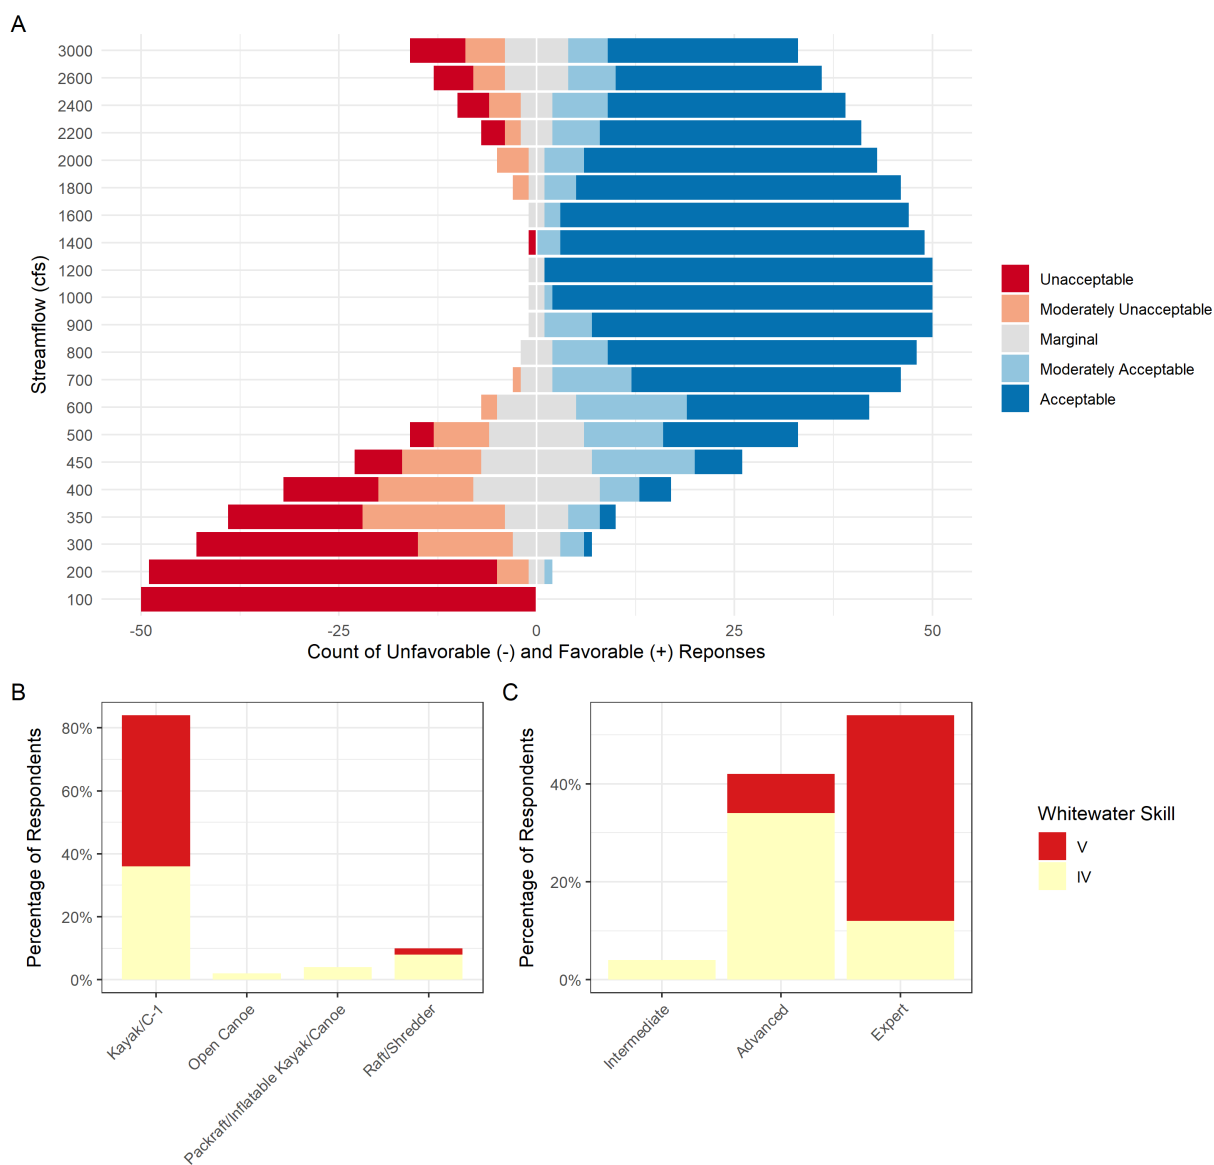 A
3000
2600
2400
2200
2000
1800
1600
1400
1200
1000
900
800
700
600
500
450
400
350
300
200
100
Streamflow (cfs)
-50 -25 0 25 50
Count of Unfavorable (-) and Favorable (+) Reponses
Unacceptable
Moderately Unacceptable
Marginal
Moderately Acceptable
Acceptable
B
80%
60%
40%
20%
0%
Percentage of Respondents
Kayak/C-1
Open Canoe
Packraft/Inflatable Kayak/Canoe
Raft/Shredder
C
40%
20%
0%
Percentage of Respondents
Intermediate
Advanced
Expert
Whitewater Skill
V
IV